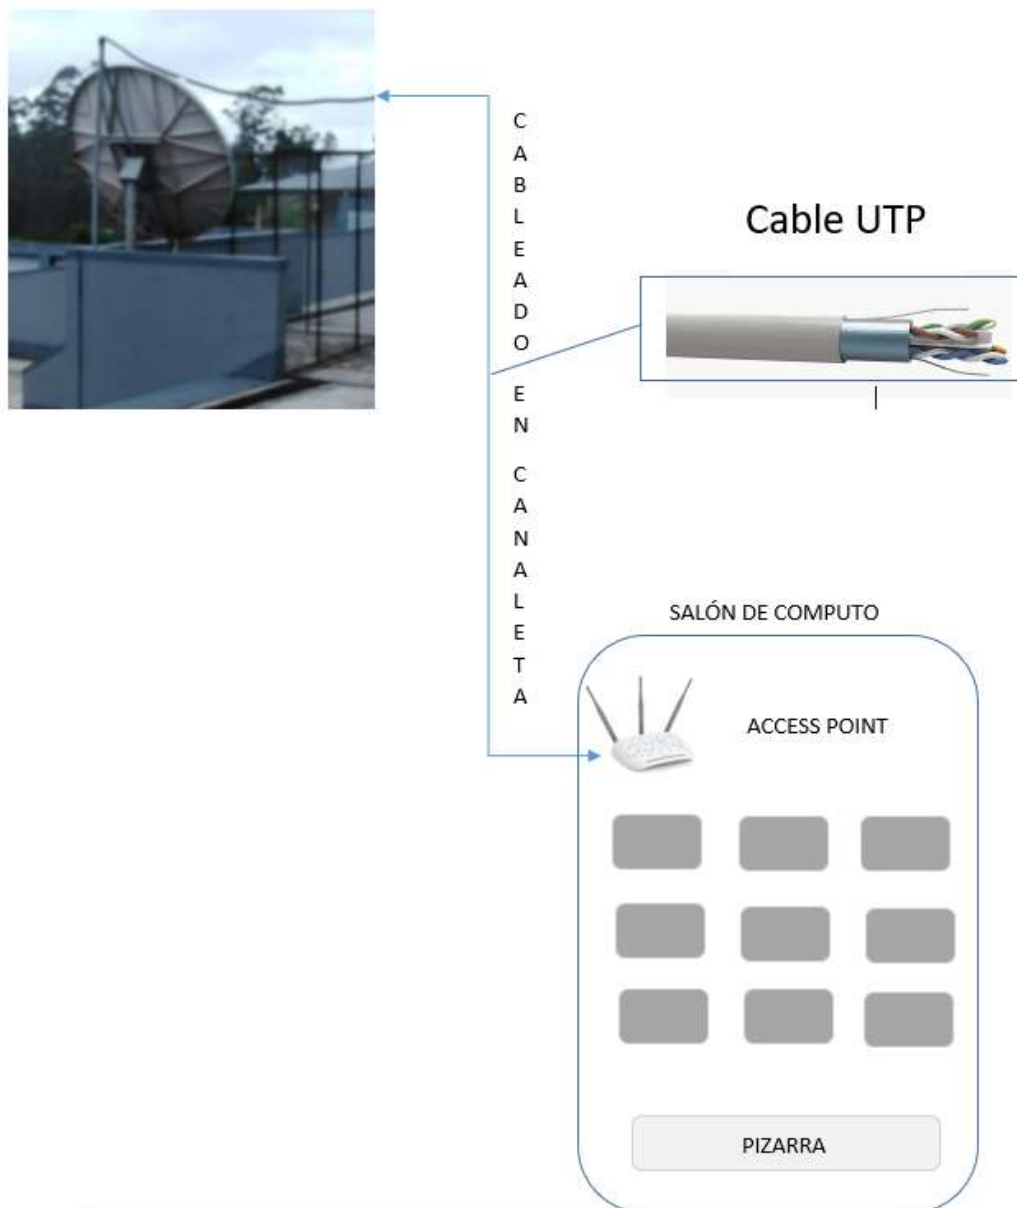 CABLEADO EN CANALETA
Cable UTP
SALÓN DE COMPUTO
ACCESS POINT
PIZARRA